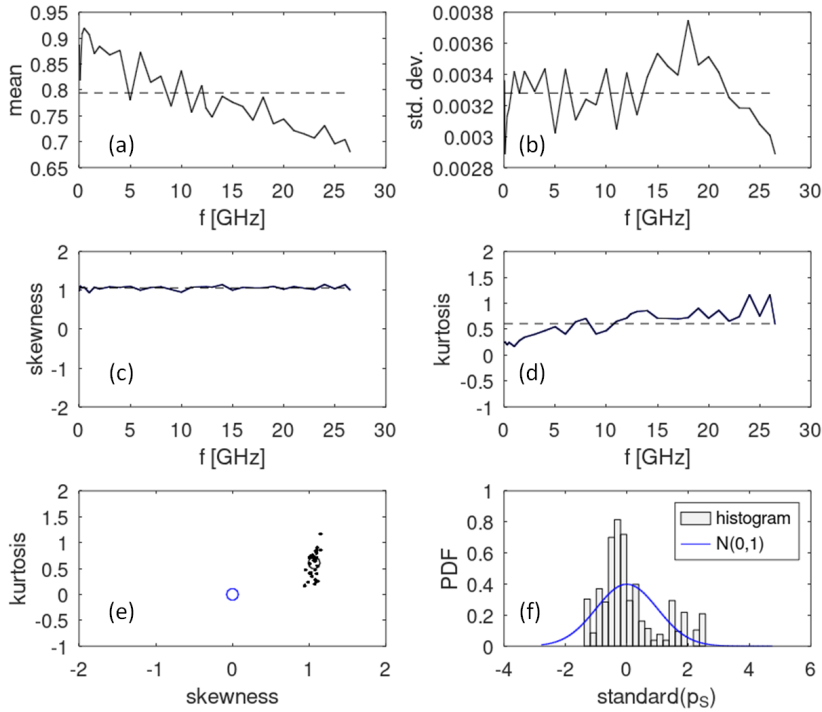 0.95
0.9
0.85
0.8
0.75
0.7
0.65
mean
(a)
0 5 10 15 20 25 30
f [GHz]
0.0038
0.0036
0.0034
0.0032
0.003
0.0028
std. dev.
(b)
0 5 10 15 20 25 30
f [GHz]
2
1
0
-1
-2
skewness
(c)
0 5 10 15 20 25 30
f [GHz]
2
1.5
1
0.5
0
-0.5
-1
kurtosis
(d)
0 5 10 15 20 25 30
f [GHz]
2
1.5
1
0.5
0
-0.5
-1
kurtosis
(e)
-2 -1 0 1 2
skewness
1
0.8
0.6
0.4
0.2
0
PDF
histogram
N(0,1)
(f)
-4 -2 0 2 4 6
standard(pS)